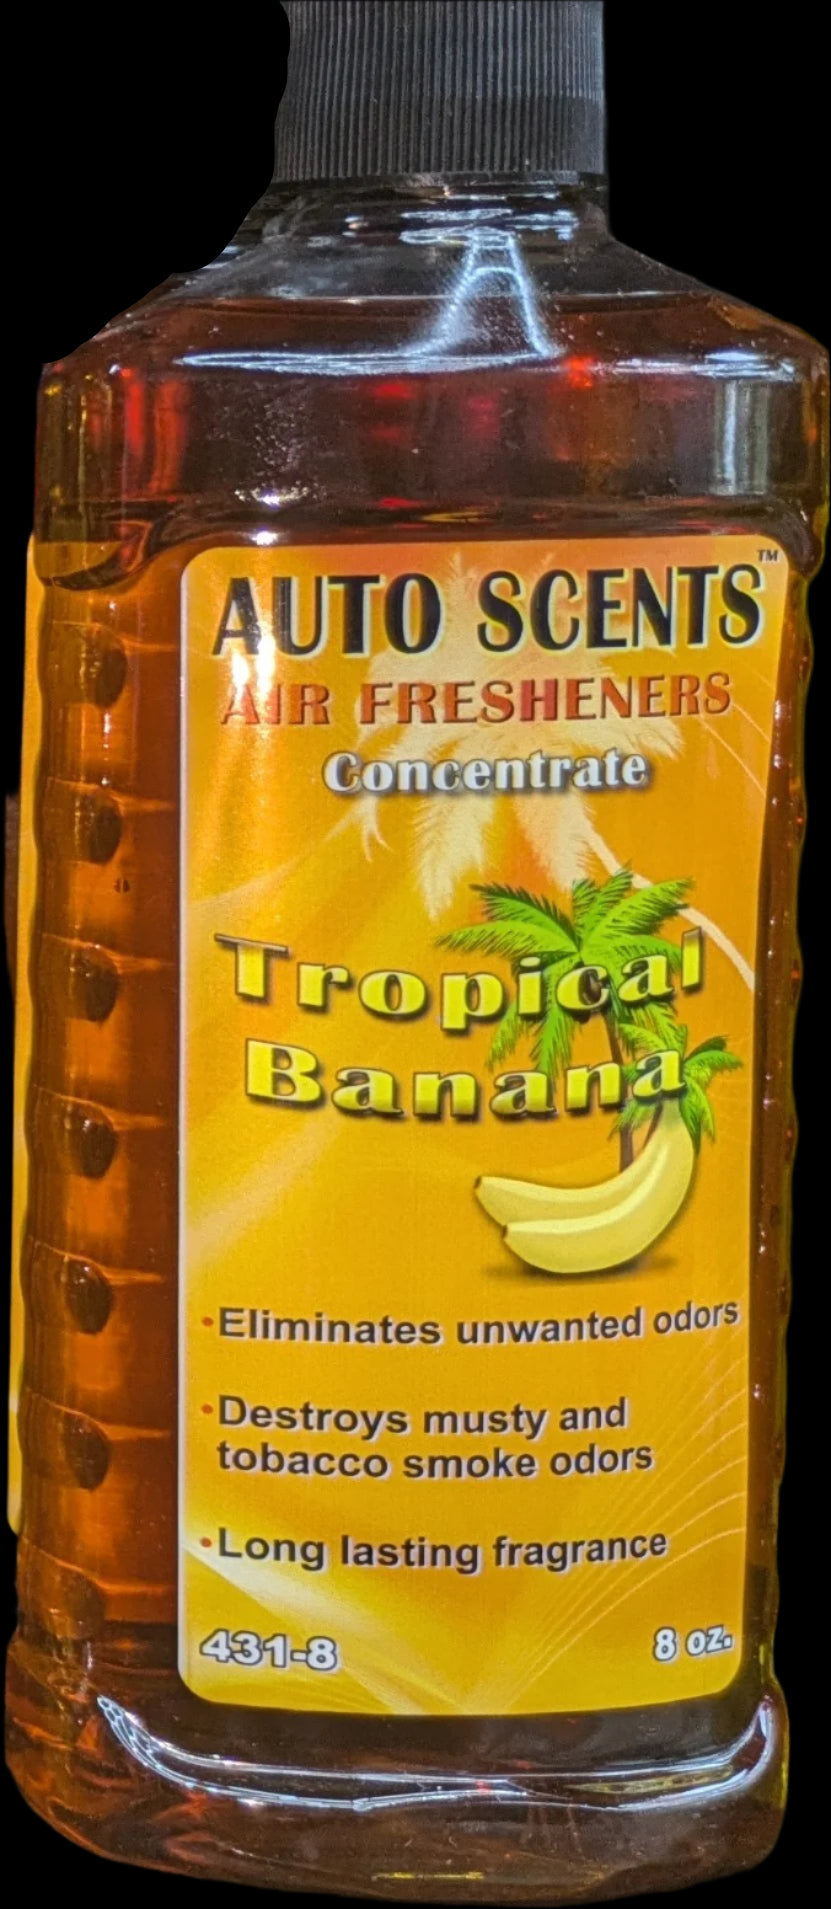 AUTO SCENTS™
AIR FRESHENERS
Concentrate
Tropical
Banana
•Eliminates unwanted odors
•Destroys musty and
tobacco smoke odors
•Long lasting fragrance
431-8 8 oz.